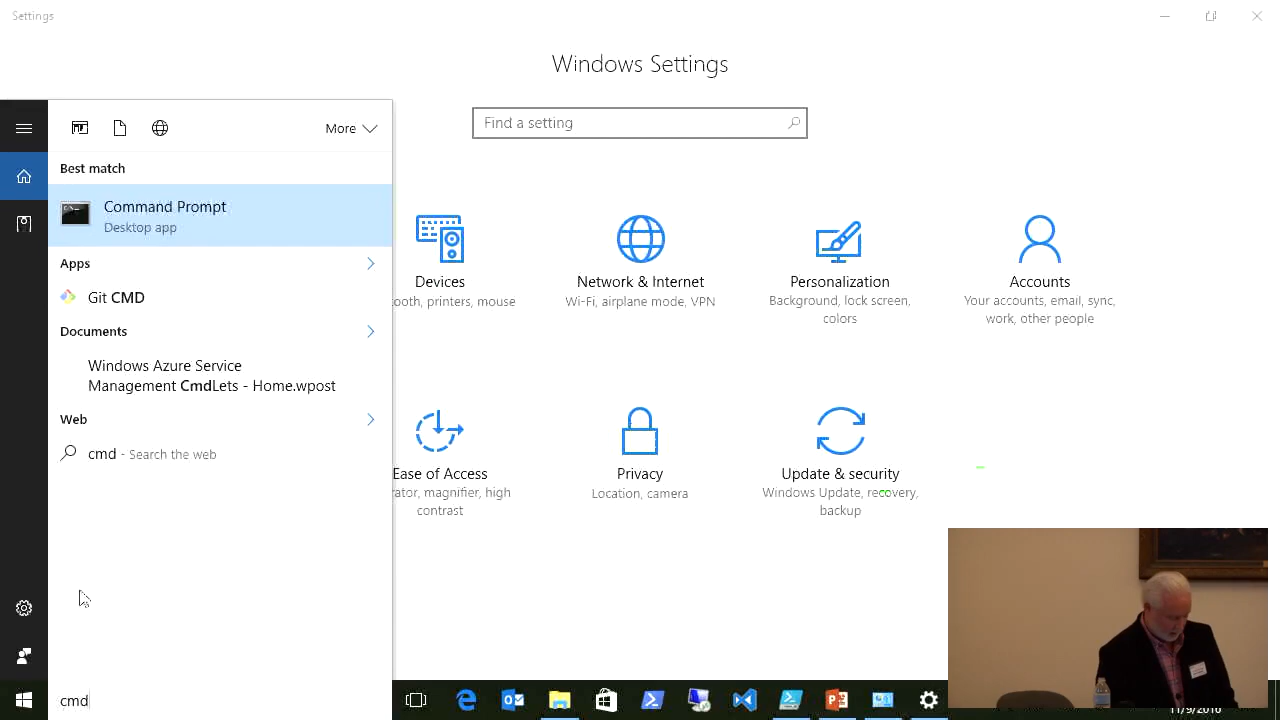 Settings
Windows Settings
Find a setting
More
Best match
Command Prompt
Desktop app
Apps
Git CMD
Documents
Windows Azure Service
Management CmdLets - Home.wpost
Web
cmd - Search the web
cmd
Devices
ooth, printers, mouse
Network & Internet
Wi-Fi, airplane mode, VPN
Personalization
Background, lock screen,
colors
Accounts
Your accounts, email, sync,
work, other people
Ease of Access
rator, magnifier, high
contrast
Privacy
Location, camera
Update & security
Windows Update, recovery,
backup
11/9/2016